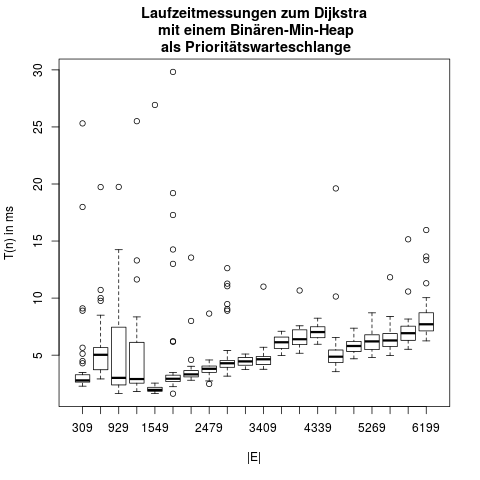 Laufzeitmessungen zum Dijkstra
mit einem Binären-Min-Heap
als Prioritätswarteschlange
T(n) in ms
30
25
20
15
10
5
309 929 1549 2479 3409 4339 5269 6199
|E|